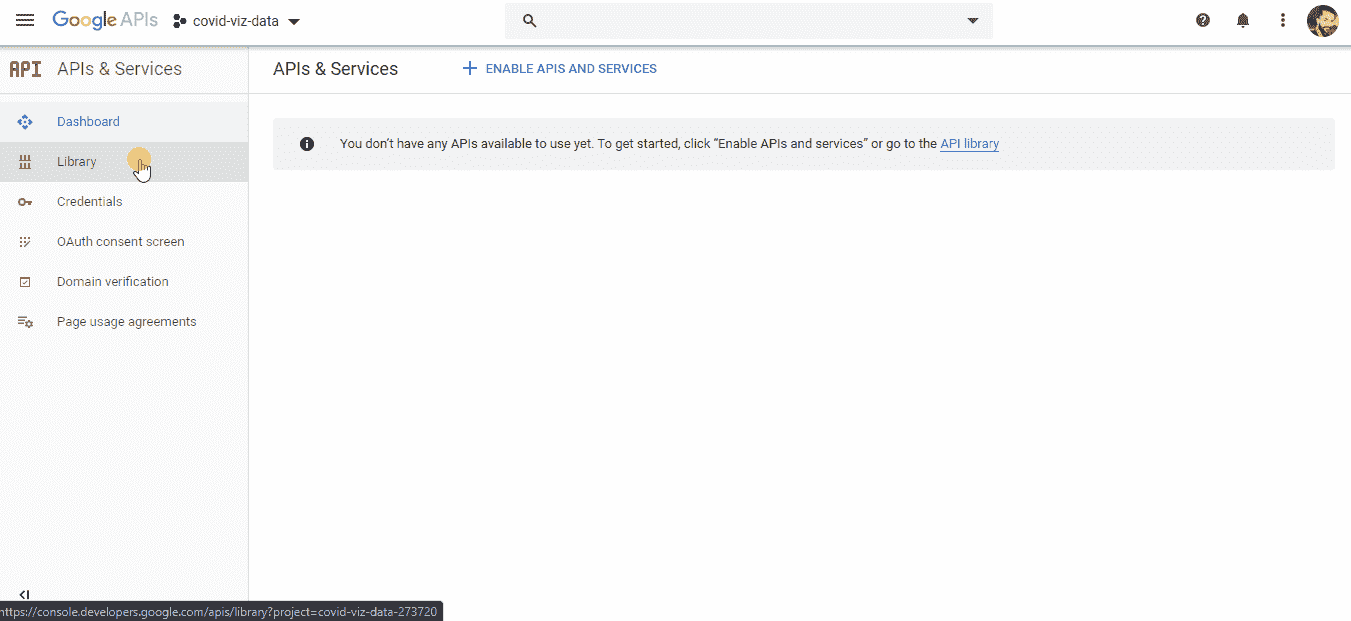 Google APIs
covid-viz-data
API APIs & Services
APIs & Services
ENABLE APIS AND SERVICES
Dashboard
Library
Credentials
OAuth consent screen
Domain verification
Page usage agreements
You don't have any APIs available to use yet. To get started, click "Enable APIs and services" or go to the API library
https://console.developers.google.com/apis/library?project=covid-viz-data-273720